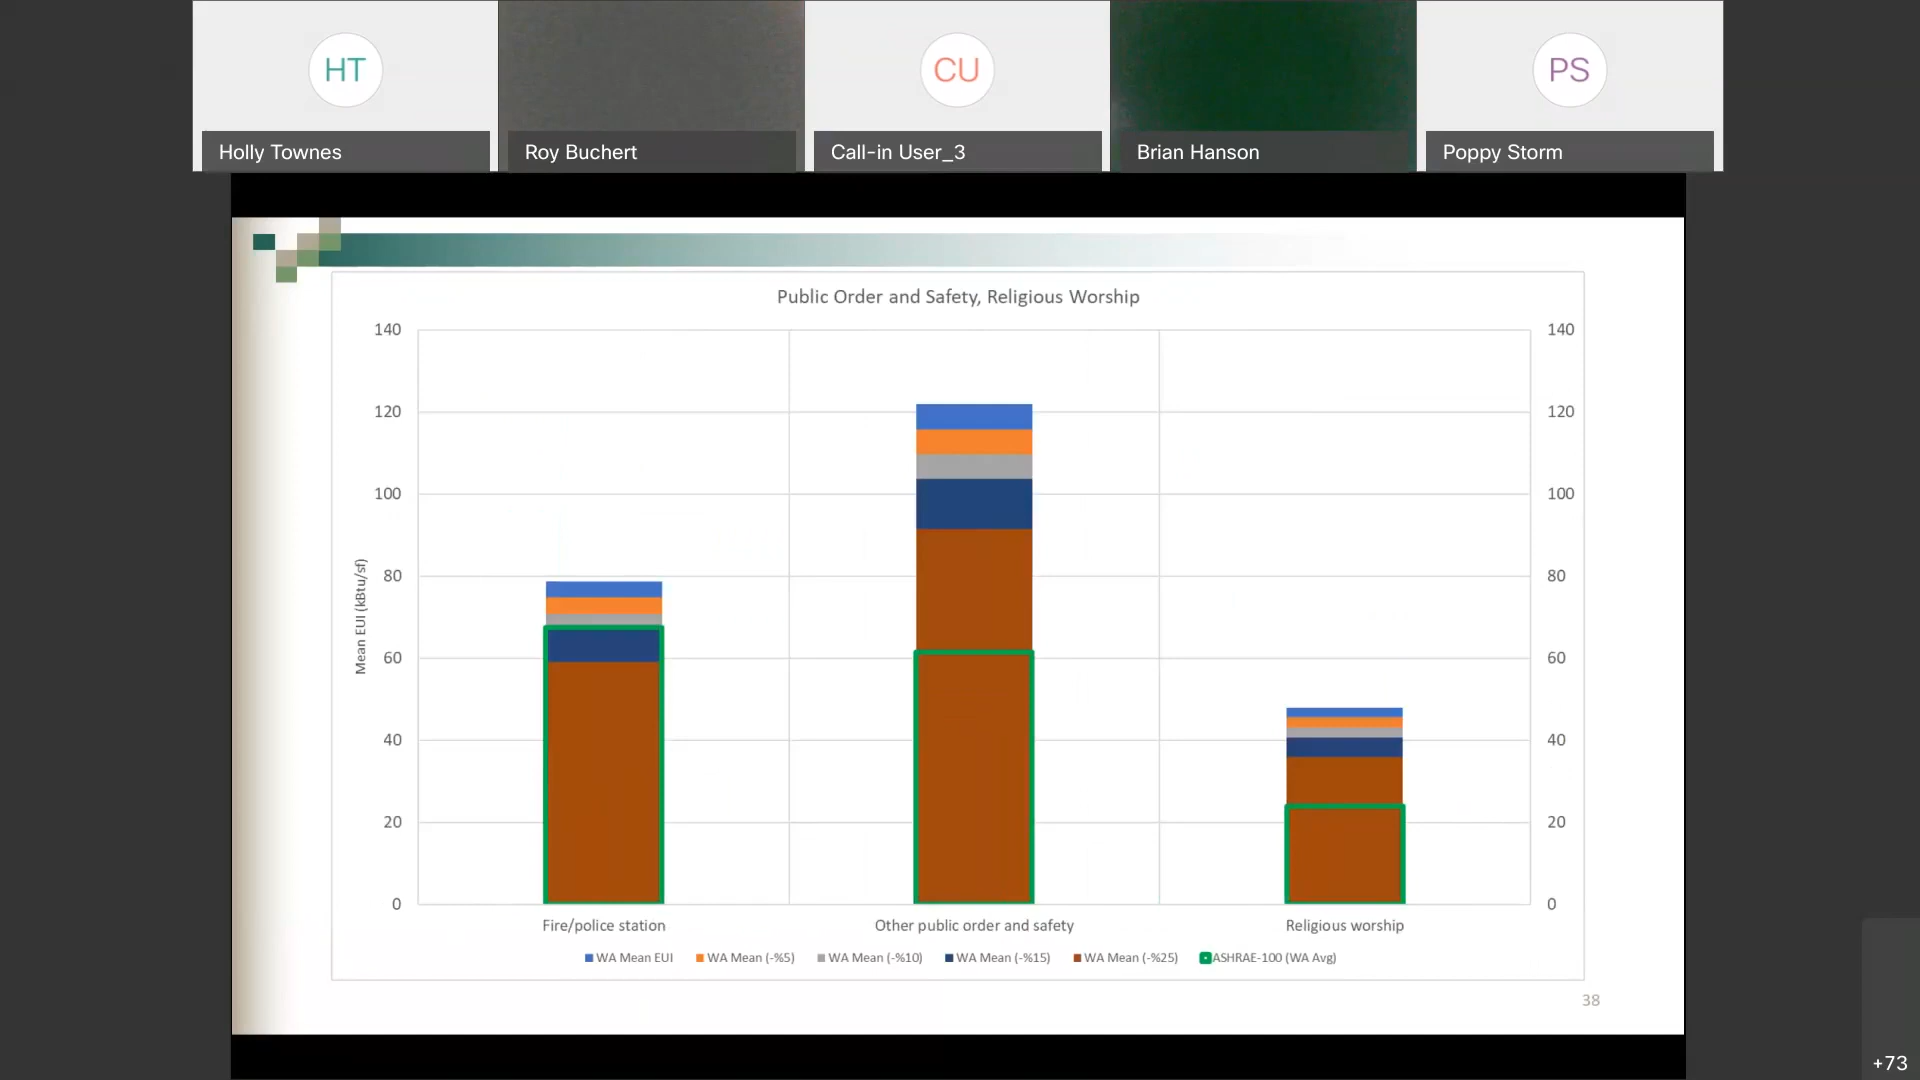 HT
CU
PS
Holly Townes
Roy Buchert
Call-in User_3
Brian Hanson
Poppy Storm
Public Order and Safety, Religious Worship
140
140
120
120
100
100
80
80
60
60
40
40
20
20
0
0
Mean EUI (kBtu/sf)
Fire/police station
Other public order and safety
Religious worship
WA Mean EUI
WA Mean (-%5)
WA Mean (-%10)
WA Mean (-%15)
WA Mean (-%25)
ASHRAE-100 (WA Avg)
38
+73